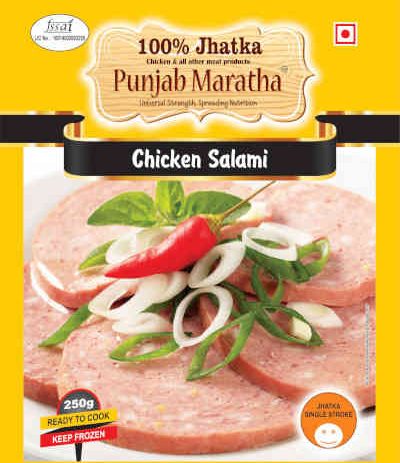 fssai
100% Jhatka
Chicken & all other meat products
Punjab Maratha
Universal Strength, Spreading Nutrition
Chicken Salami
250g
READY TO COOK
KEEP FROZEN
JHATKA
SINGLE STROKE